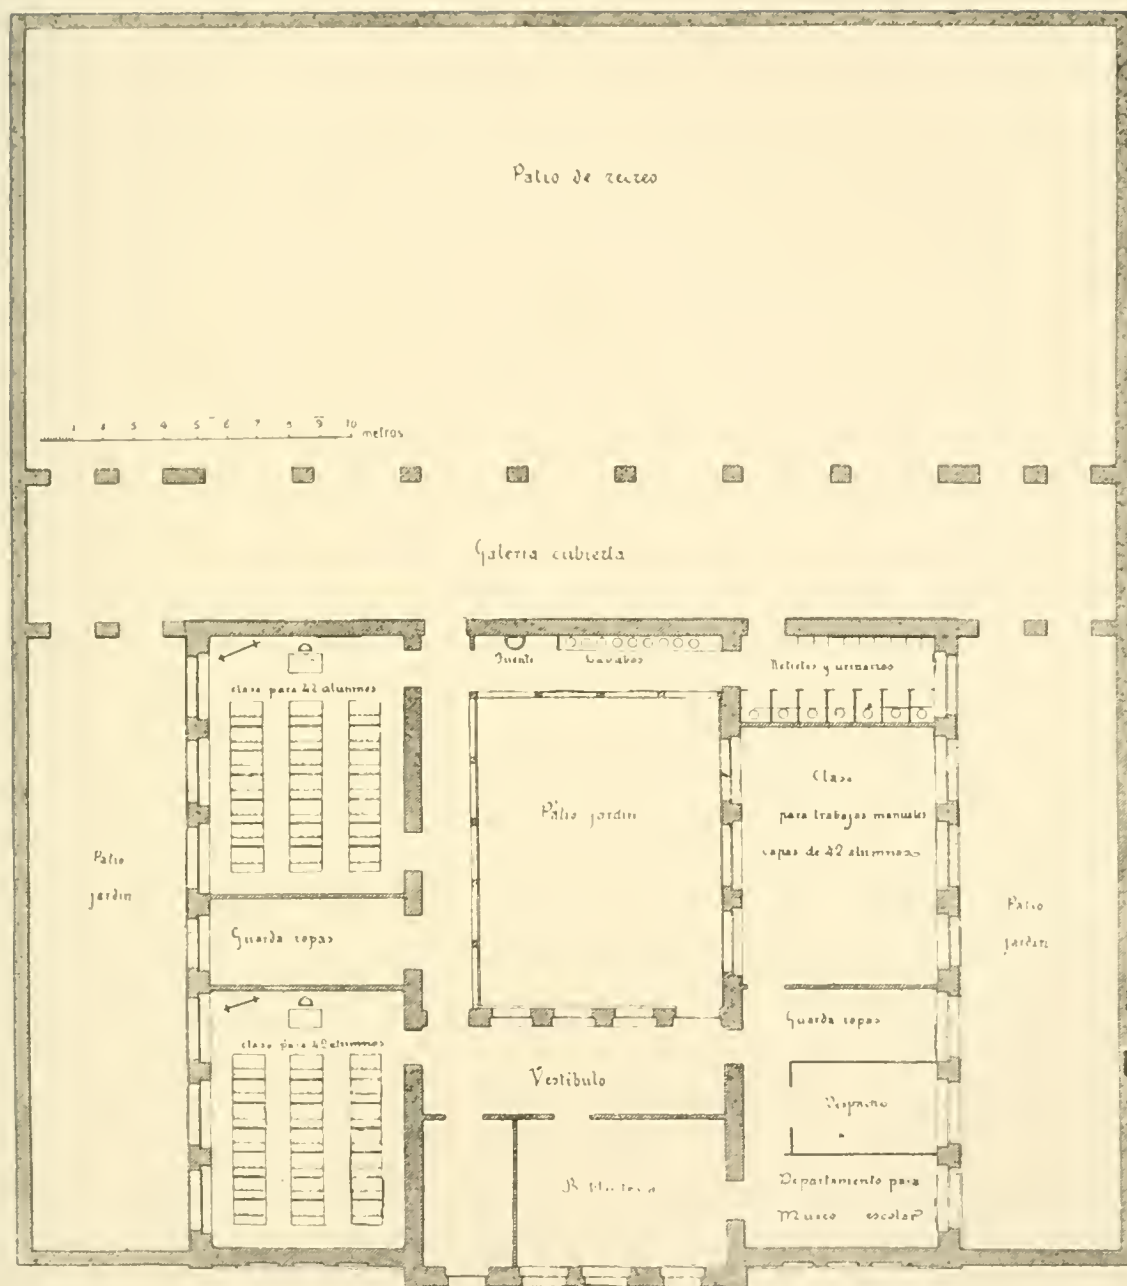 Patio de recreo
1 2 3 4 5 6 7 8 9 10 metros
Galeria cubierta
Fuente
Lavabos
Retretes y urinarios
clase para 42 alumnos
Clase
para trabajos manuales
capas de 42 alumnos
Patio jardin
Patio
jardin
Patio
jardin
Guarda ropas
Guarda ropas
clase para 42 alumnos
Vestibulo
Despacho
Biblioteca
Departamento para
Museo escolar